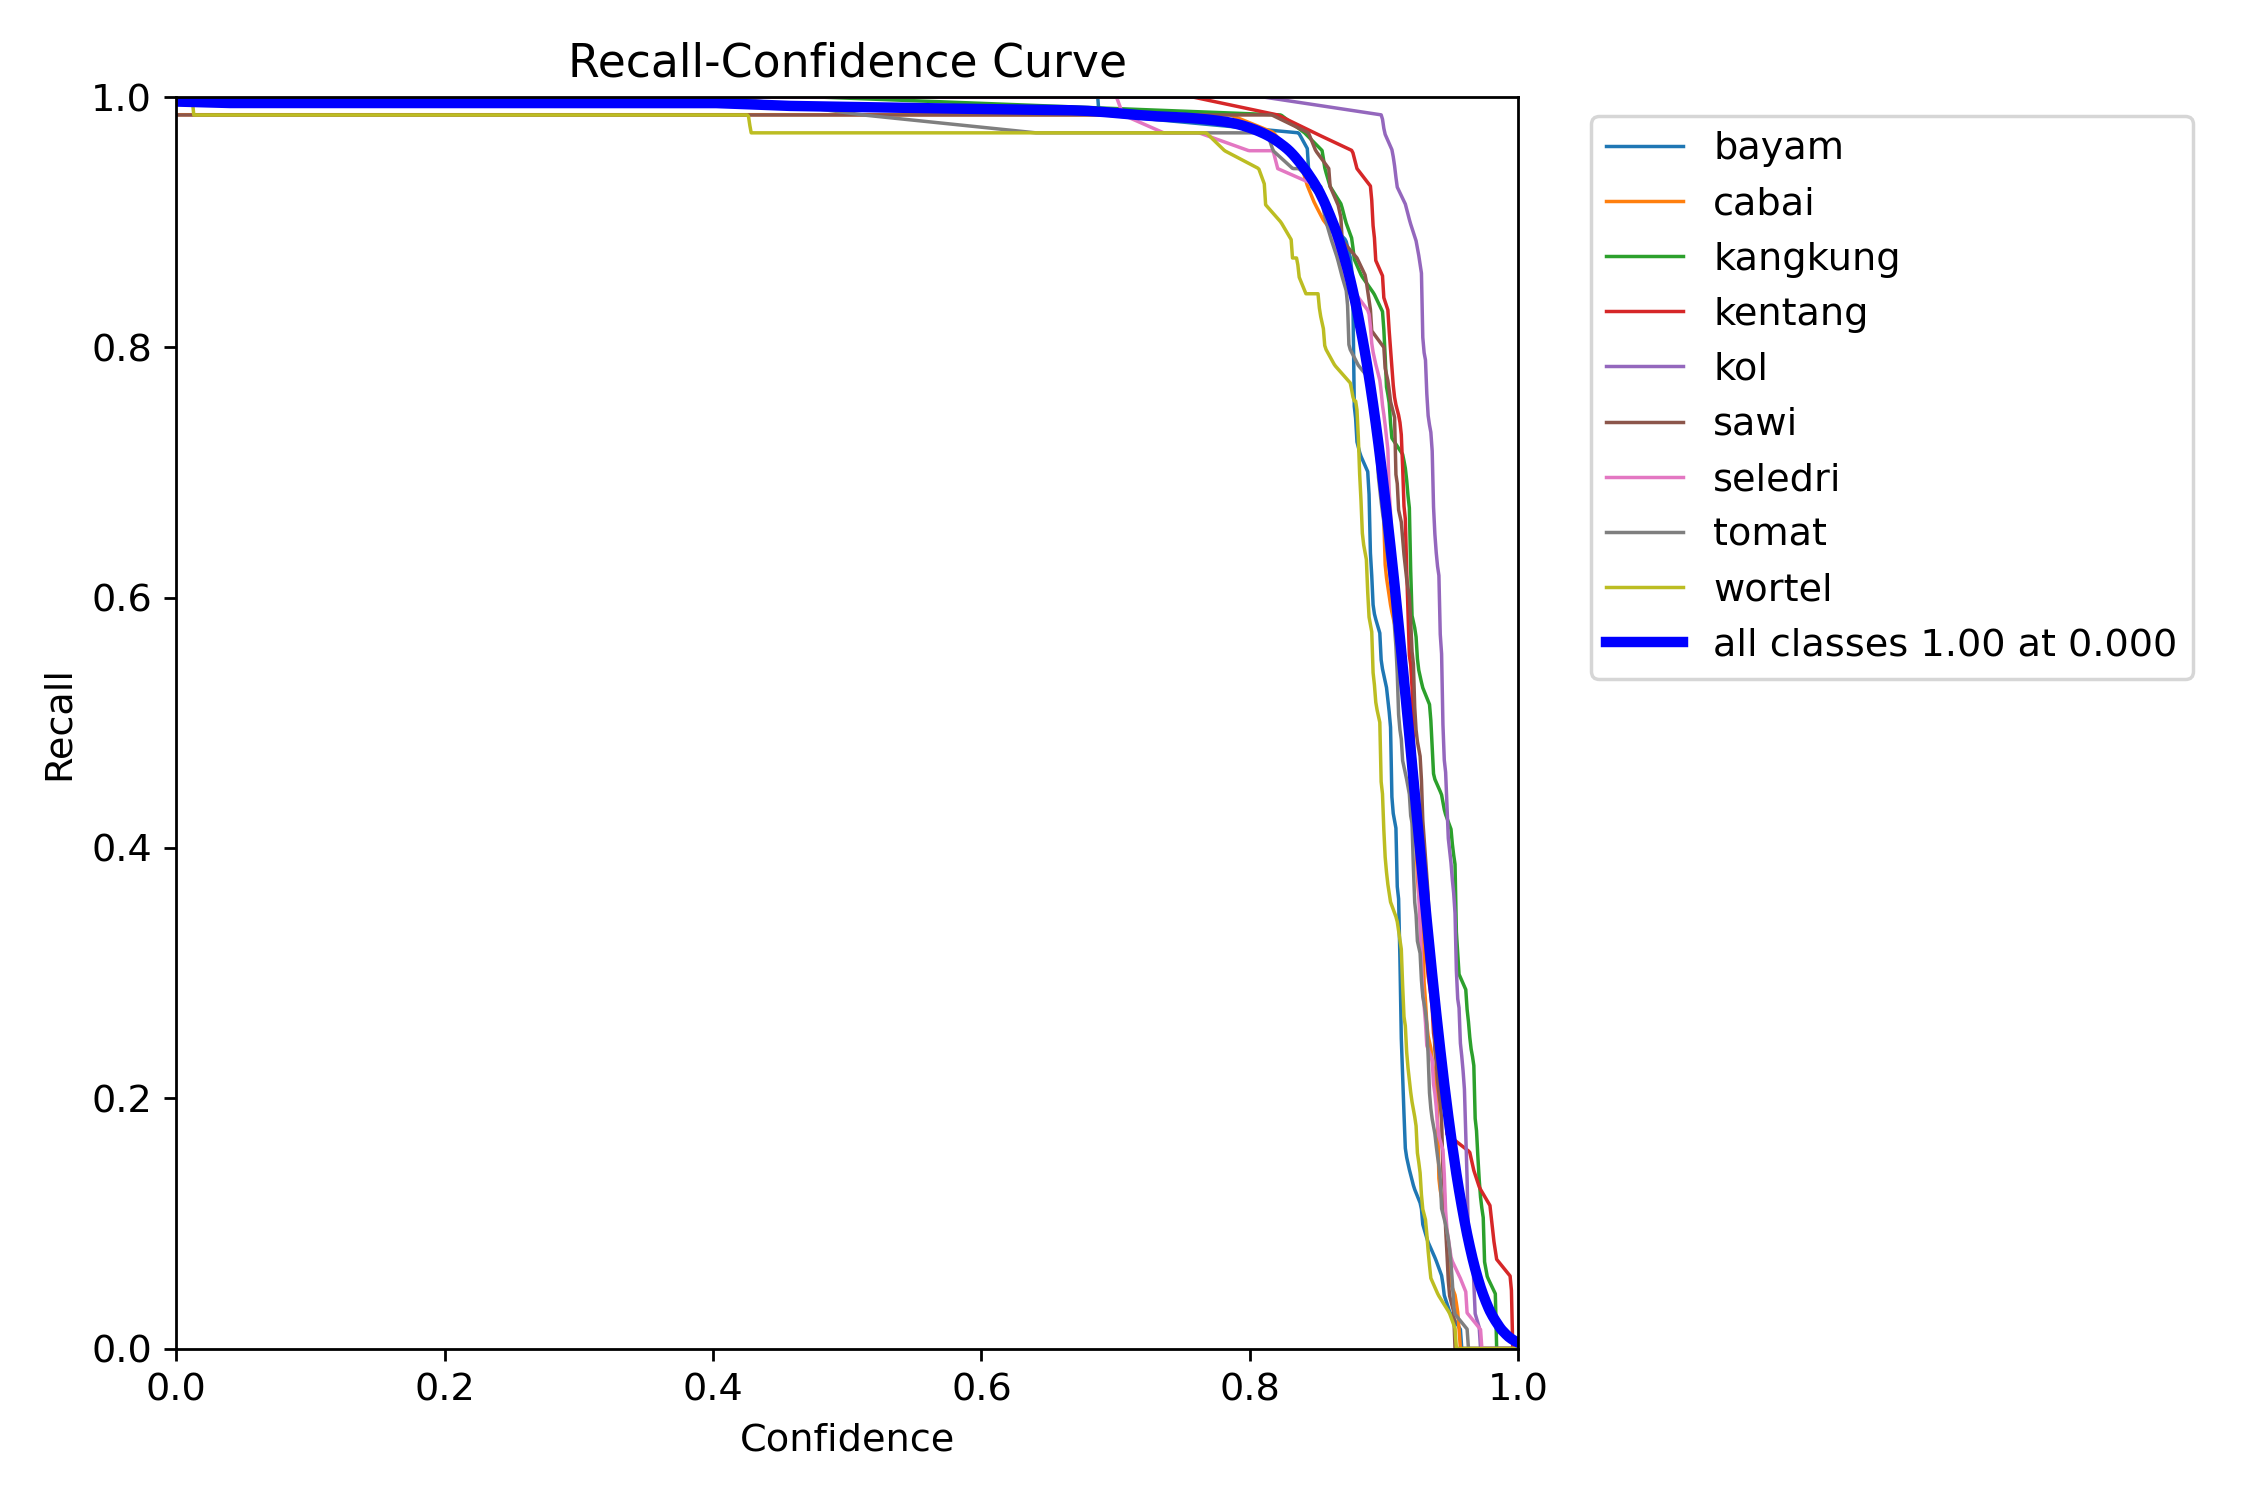 Recall-Confidence Curve
1.0
0.8
0.6
0.4
0.2
0.0
Recall
0.0 0.2 0.4 0.6 0.8 1.0
Confidence
bayam
cabai
kangkung
kentang
kol
sawi
seledri
tomat
wortel
all classes 1.00 at 0.000